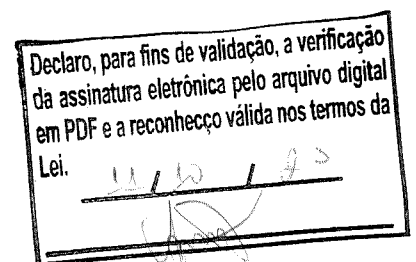 Declaro, para fins de validação, a verificação
da assinatura eletrônica pelo arquivo digital
em PDF e a reconhecço válida nos termos da
Lei.